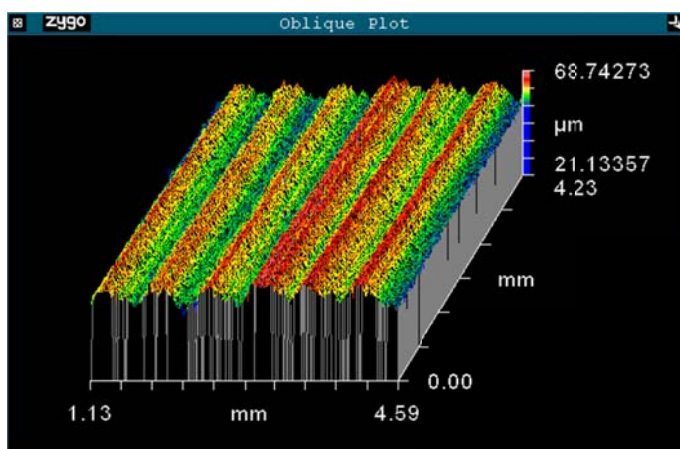 zygo Oblique Plot
68.74273
µm
21.13357
4.23
mm
0.00
1.13 mm 4.59